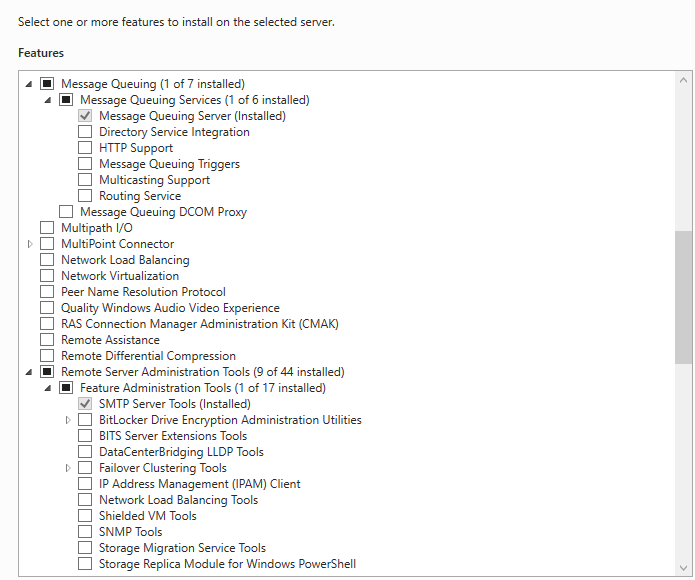 Select one or more features to install on the selected server.
Features
Message Queuing (1 of 7 installed)
Message Queuing Services (1 of 6 installed)
Message Queuing Server (Installed)
Directory Service Integration
HTTP Support
Message Queuing Triggers
Multicasting Support
Routing Service
Message Queuing DCOM Proxy
Multipath I/O
MultiPoint Connector
Network Load Balancing
Network Virtualization
Peer Name Resolution Protocol
Quality Windows Audio Video Experience
RAS Connection Manager Administration Kit (CMAK)
Remote Assistance
Remote Differential Compression
Remote Server Administration Tools (9 of 44 installed)
Feature Administration Tools (1 of 17 installed)
SMTP Server Tools (Installed)
BitLocker Drive Encryption Administration Utilities
BITS Server Extensions Tools
DataCenterBridging LLDP Tools
Failover Clustering Tools
IP Address Management (IPAM) Client
Network Load Balancing Tools
Shielded VM Tools
SNMP Tools
Storage Migration Service Tools
Storage Replica Module for Windows PowerShell